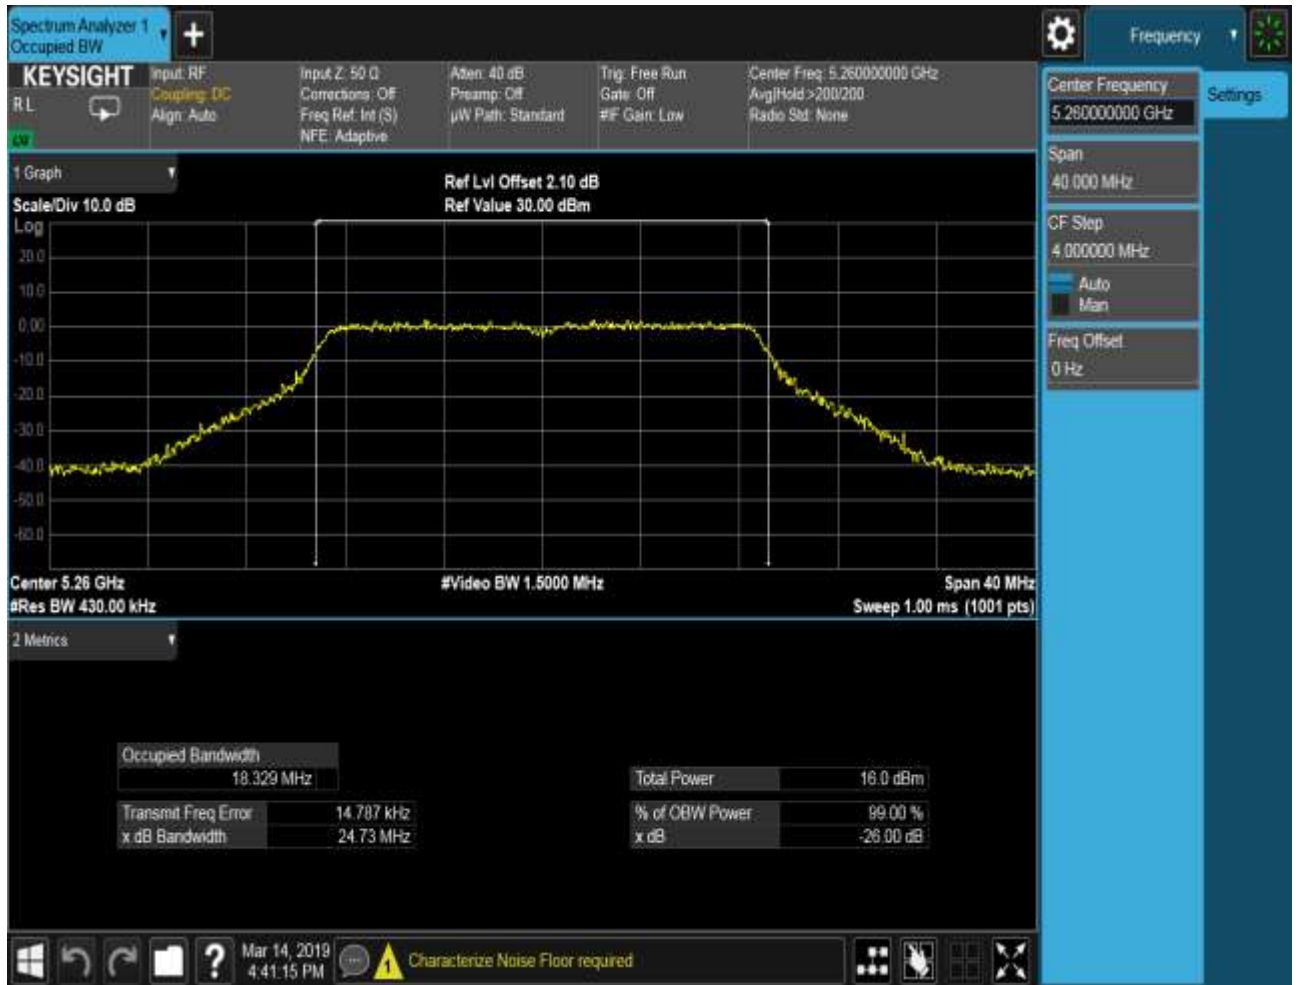 Spectrum Analyzer 1
Occupied BW
Frequency
KEYSIGHT
R L
Input: RF
Coupling: DC
Align: Auto
Input Z: 50 Ω
Corrections: Off
Freq Ref: Int (S)
NFE: Adaptive
Atten: 40 dB
Preamp: Off
µW Path: Standard
Trig: Free Run
Gate: Off
#IF Gain: Low
Center Freq: 5.260000000 GHz
Avg|Hold:>200/200
Radio Std: None
Center Frequency
5.260000000 GHz
Settings
Span
40.000 MHz
CF Step
4.000000 MHz
Auto
Man
Freq Offset
0 Hz
1 Graph
Scale/Div 10.0 dB
Ref Lvl Offset 2.10 dB
Ref Value 30.00 dBm
Log
20.0
10.0
0.00
-10.0
-20.0
-30.0
-40.0
-50.0
-60.0
Center 5.26 GHz
#Video BW 1.5000 MHz
Span 40 MHz
#Res BW 430.00 kHz
Sweep 1.00 ms (1001 pts)
2 Metrics
Occupied Bandwidth
18.329 MHz
Total Power 16.0 dBm
Transmit Freq Error 14.787 kHz
% of OBW Power 99.00 %
x dB Bandwidth 24.73 MHz
x dB -26.00 dB
?
Mar 14, 2019
4:41:15 PM
1
Characterize Noise Floor required